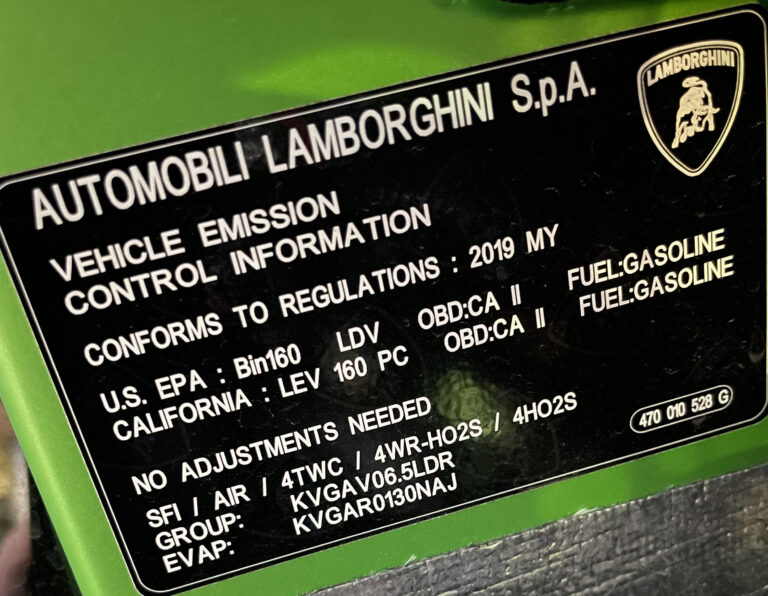 AUTOMOBILI LAMBORGHINI S.p.A.
LAMBORGHINI
VEHICLE EMISSION
CONTROL INFORMATION
CONFORMS TO REGULATIONS : 2019 MY
U.S. EPA : Bin160 LDV OBD:CA II FUEL:GASOLINE
CALIFORNIA : LEV 160 PC OBD:CA II FUEL:GASOLINE
NO ADJUSTMENTS NEEDED
SFI / AIR / 4TWC / 4WR-HO2S / 4HO2S
GROUP: KVGAV06.5LDR
EVAP: KVGAR0130NAJ
470 010 528 G